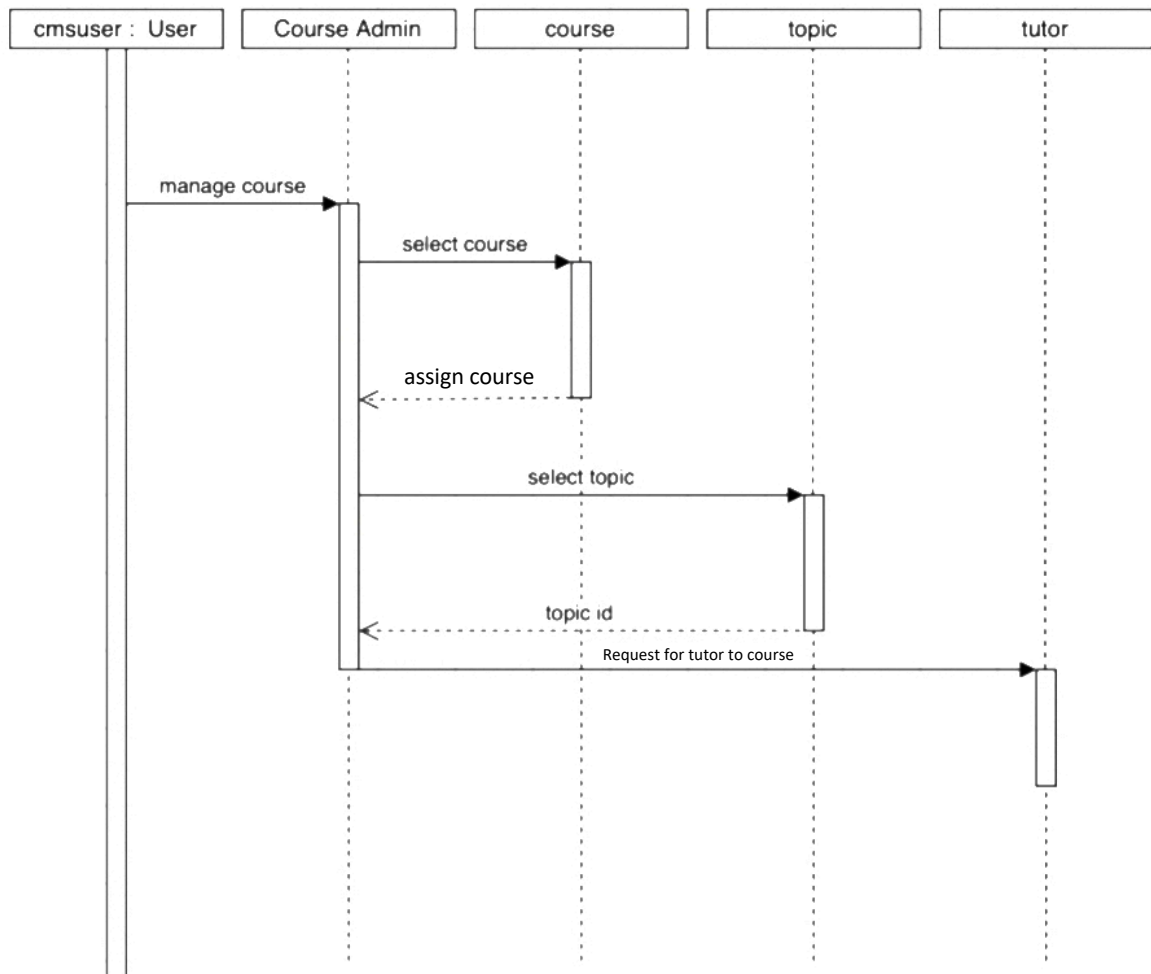 cmsuser : User
Course Admin
course
topic
tutor
manage course
select course
assign course
select topic
topic id
Request for tutor to course